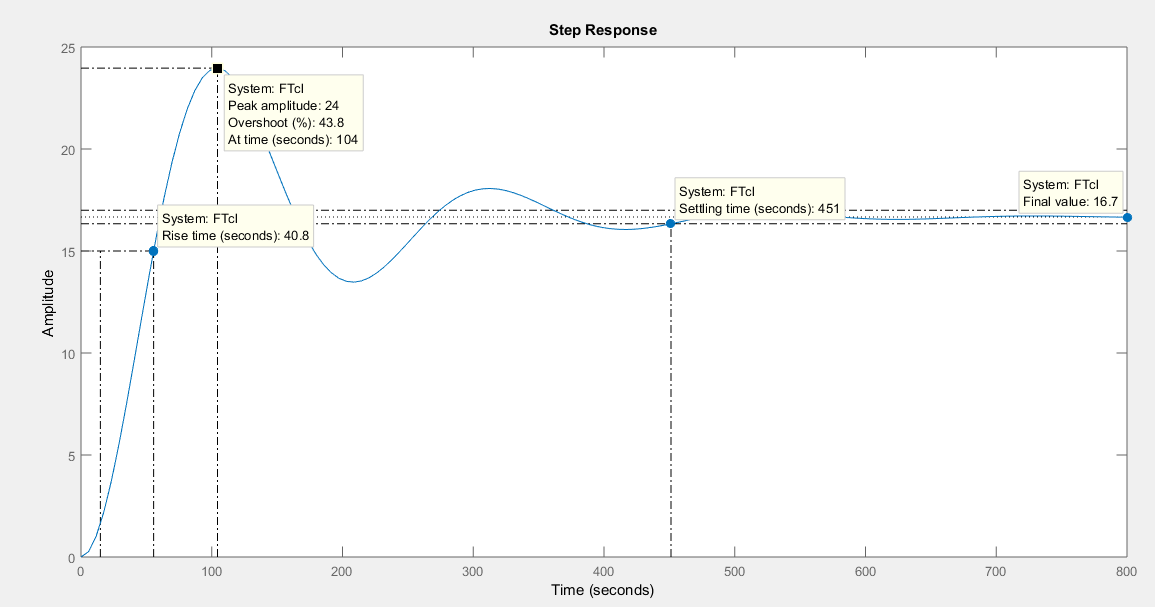 Step Response
25
System: FTcl
Peak amplitude: 24
Overshoot (%): 43.8
At time (seconds): 104
20
System: FTcl
Settling time (seconds): 451
System: FTcl
Final value: 16.7
System: FTcl
Rise time (seconds): 40.8
15
Amplitude
10
5
0
0 100 200 300 400 500 600 700 800
Time (seconds)